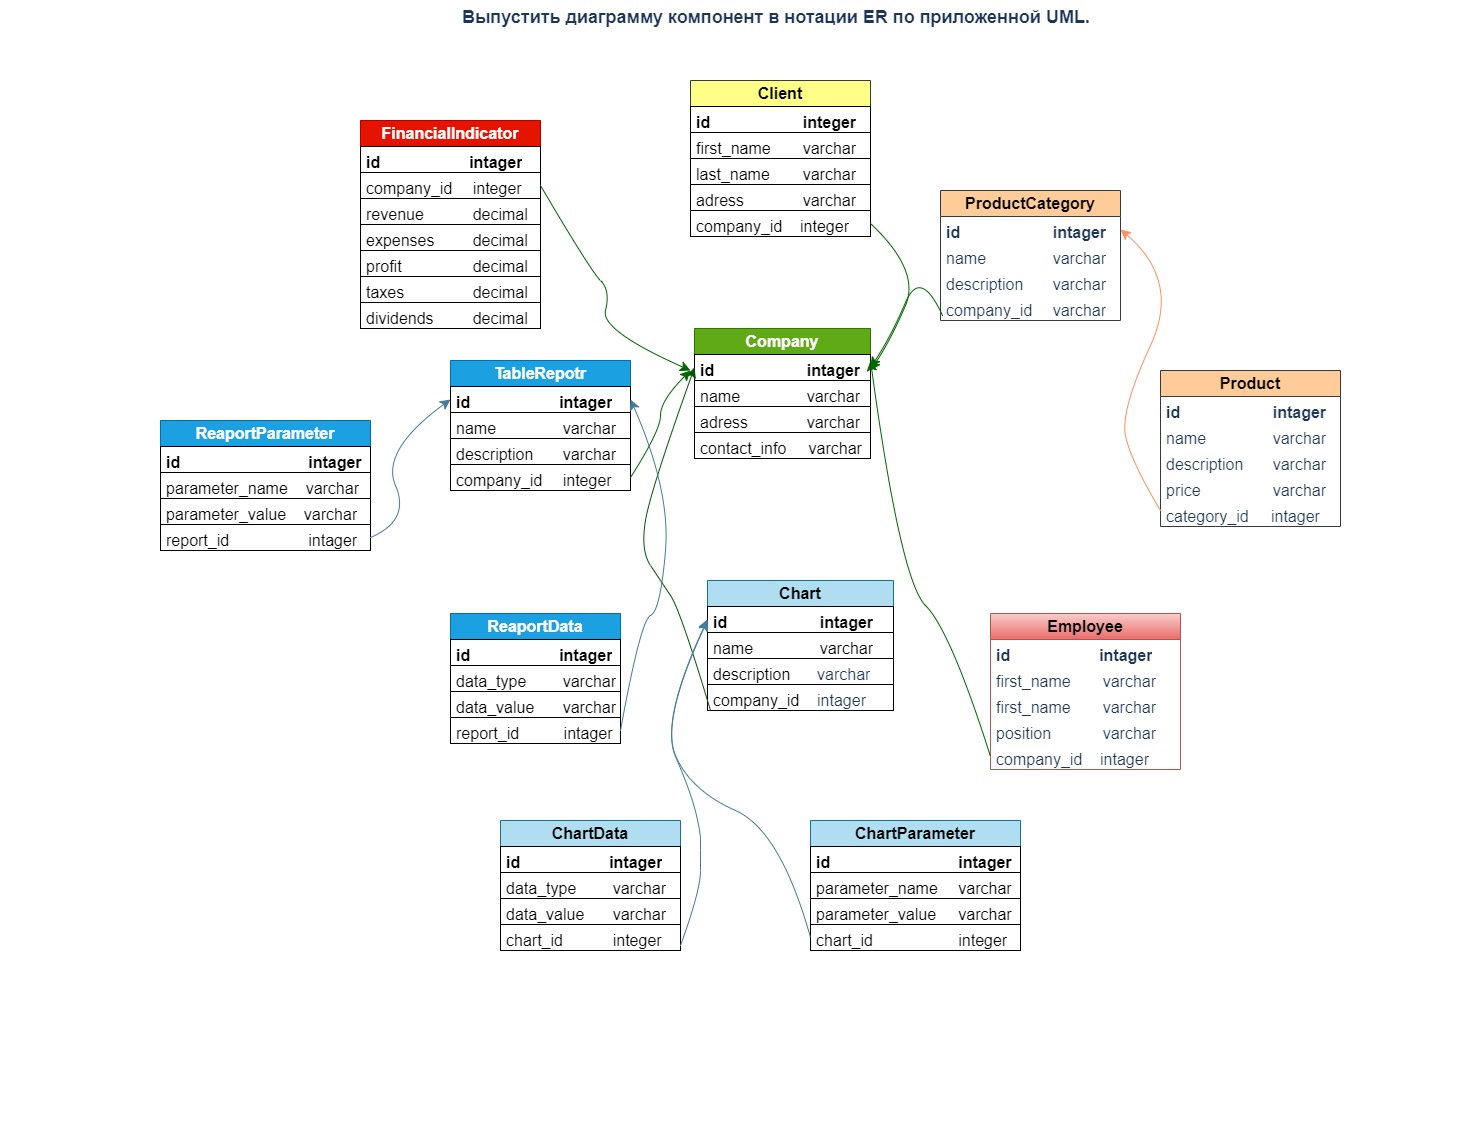 Выпустить диаграмму компонент в нотации ER по приложенной UML.
Client
id integer
first_name varchar
last_name varchar
adress varchar
company_id integer
FinancialIndicator
id intager
company_id integer
revenue decimal
expenses decimal
profit decimal
taxes decimal
dividends decimal
ProductCategory
id intager
name varchar
description varchar
company_id varchar
Company
id intager
name varchar
adress varchar
contact_info varchar
TableRepotr
id intager
name varchar
description varchar
company_id integer
Product
id intager
name varchar
description varchar
price varchar
category_id intager
ReaportParameter
id intager
parameter_name varchar
parameter_value varchar
report_id intager
Chart
id intager
name varchar
description varchar
company_id intager
ReaportData
id intager
data_type varchar
data_value varchar
report_id intager
Employee
id intager
first_name varchar
first_name varchar
position varchar
company_id intager
ChartData
id intager
data_type varchar
data_value varchar
chart_id integer
ChartParameter
id intager
parameter_name varchar
parameter_value varchar
chart_id integer